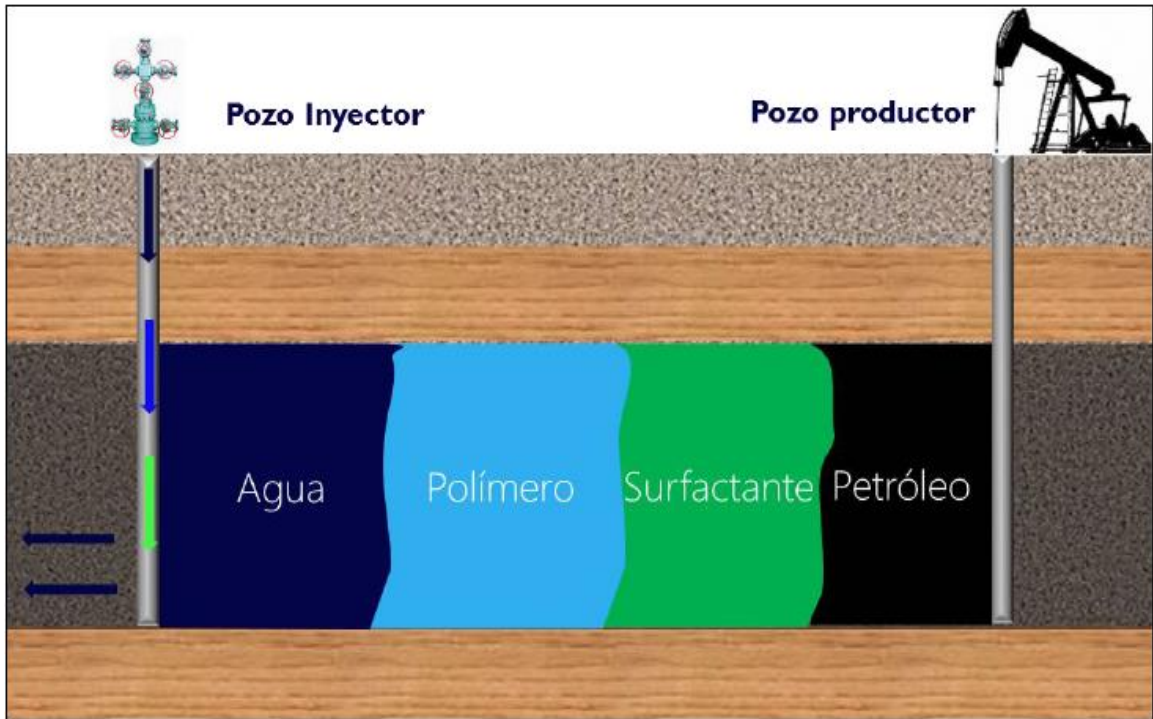 Pozo Inyector
Pozo productor
Agua
Polímero
Surfactante
Petróleo